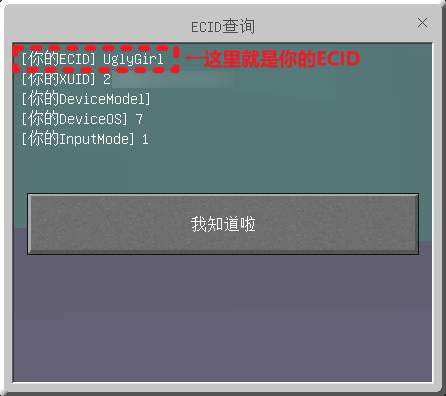 ECID查询
[你的ECID] UglyGirl ←这里就是你的ECID
[你的XUID] 2
[你的DeviceModel]
[你的DeviceOS] 7
[你的InputMode] 1
我知道啦